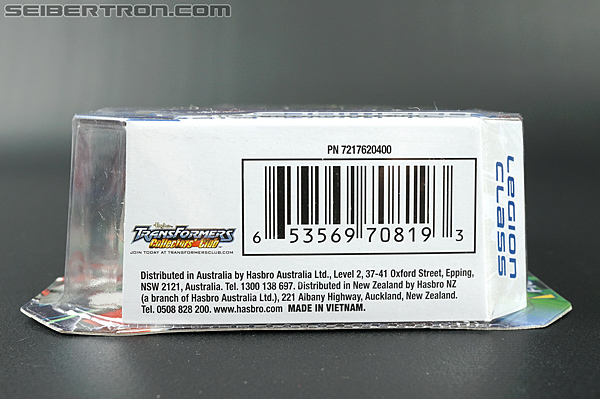 SEIBERTRON.COM
PN 7217620400
6 53569 70819 3
TRANSFORMERS
Collectors' Club
JOIN TODAY AT TRANSFORMERSCLUB.COM
LEGION
CLASS
Distributed in Australia by Hasbro Australia Ltd., Level 2, 37-41 Oxford Street, Epping,
NSW 2121, Australia. Tel. 1300 138 697. Distributed in New Zealand by Hasbro NZ
(a branch of Hasbro Australia Ltd.), 221 Albany Highway, Auckland, New Zealand.
Tel. 0508 828 200. www.hasbro.com. MADE IN VIETNAM.